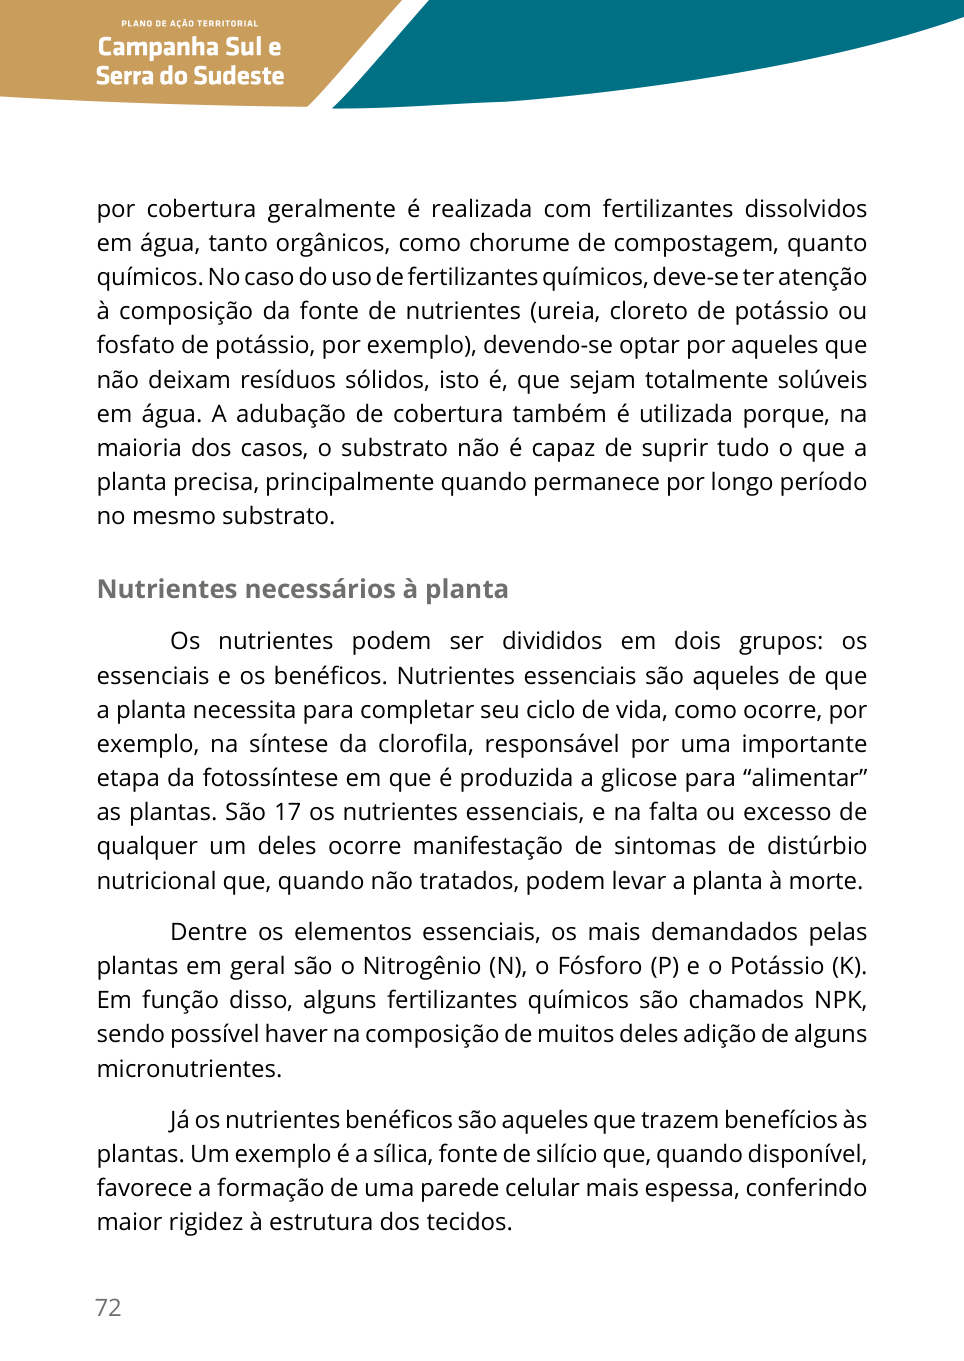 PLANO DE AÇÃO TERRITORIAL
Campanha Sul e
Serra do Sudeste
por cobertura geralmente é realizada com fertilizantes dissolvidos
em água, tanto orgânicos, como chorume de compostagem, quanto
químicos. No caso do uso de fertilizantes químicos, deve-se ter atenção
à composição da fonte de nutrientes (ureia, cloreto de potássio ou
fosfato de potássio, por exemplo), devendo-se optar por aqueles que
não deixam resíduos sólidos, isto é, que sejam totalmente solúveis
em água. A adubação de cobertura também é utilizada porque, na
maioria dos casos, o substrato não é capaz de suprir tudo o que a
planta precisa, principalmente quando permanece por longo período
no mesmo substrato.
Nutrientes necessários à planta
Os nutrientes podem ser divididos em dois grupos: os
essenciais e os benéficos. Nutrientes essenciais são aqueles de que
a planta necessita para completar seu ciclo de vida, como ocorre, por
exemplo, na síntese da clorofila, responsável por uma importante
etapa da fotossíntese em que é produzida a glicose para “alimentar”
as plantas. São 17 os nutrientes essenciais, e na falta ou excesso de
qualquer um deles ocorre manifestação de sintomas de distúrbio
nutricional que, quando não tratados, podem levar a planta à morte.
Dentre os elementos essenciais, os mais demandados pelas
plantas em geral são o Nitrogênio (N), o Fósforo (P) e o Potássio (K).
Em função disso, alguns fertilizantes químicos são chamados NPK,
sendo possível haver na composição de muitos deles adição de alguns
micronutrientes.
Já os nutrientes benéficos são aqueles que trazem benefícios às
plantas. Um exemplo é a sílica, fonte de silício que, quando disponível,
favorece a formação de uma parede celular mais espessa, conferindo
maior rigidez à estrutura dos tecidos.
72